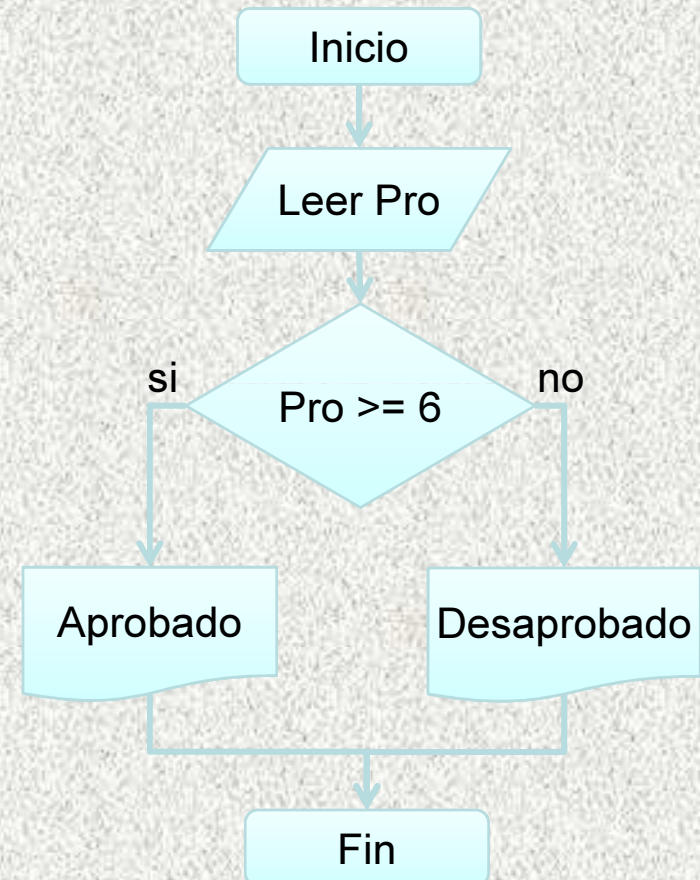 Inicio
Leer Pro
si
no
Pro >= 6
Aprobado
Desaprobado
Fin